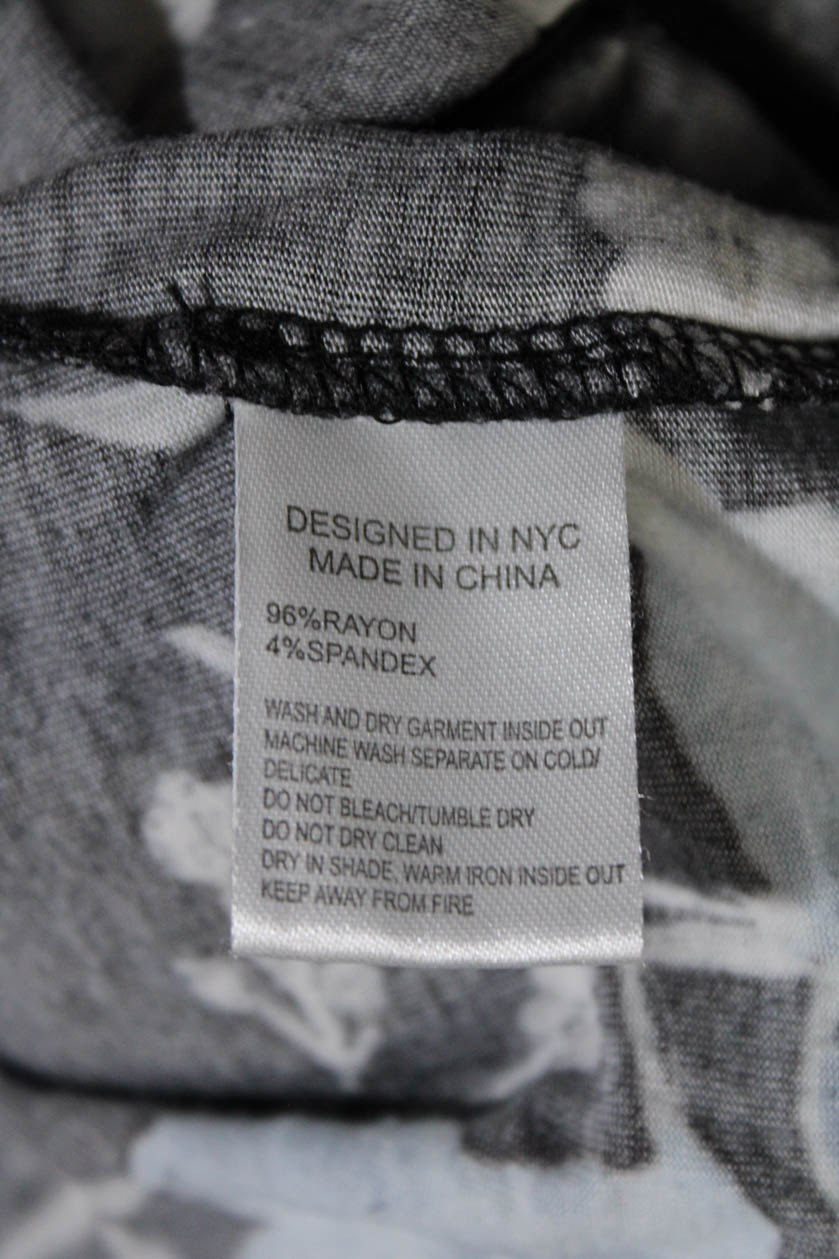 DESIGNED IN NYC
MADE IN CHINA
96%RAYON
4%SPANDEX
WASH AND DRY GARMENT INSIDE OUT
MACHINE WASH SEPARATE ON COLD/
DELICATE
DO NOT BLEACH/TUMBLE DRY
DO NOT DRY CLEAN
DRY IN SHADE, WARM IRON INSIDE OUT
KEEP AWAY FROM FIRE